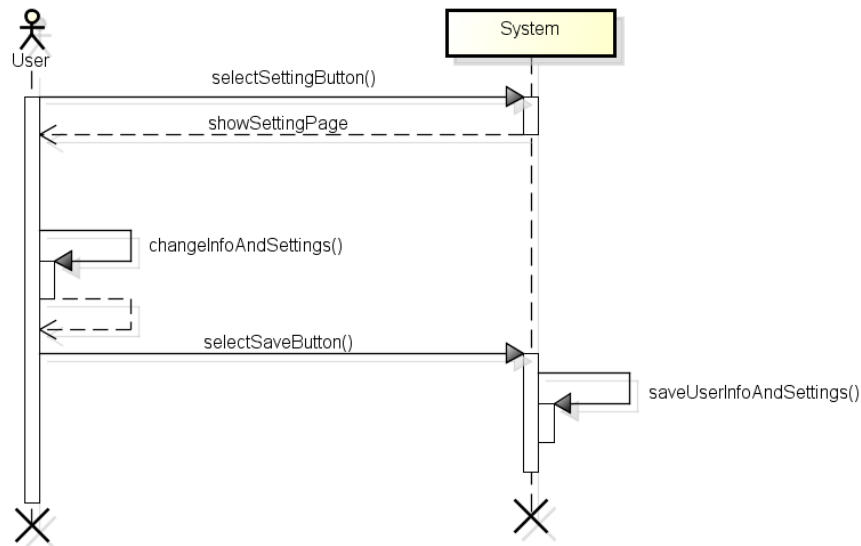 User
System
selectSettingButton()
showSettingPage
changeInfoAndSettings()
selectSaveButton()
saveUserInfoAndSettings()